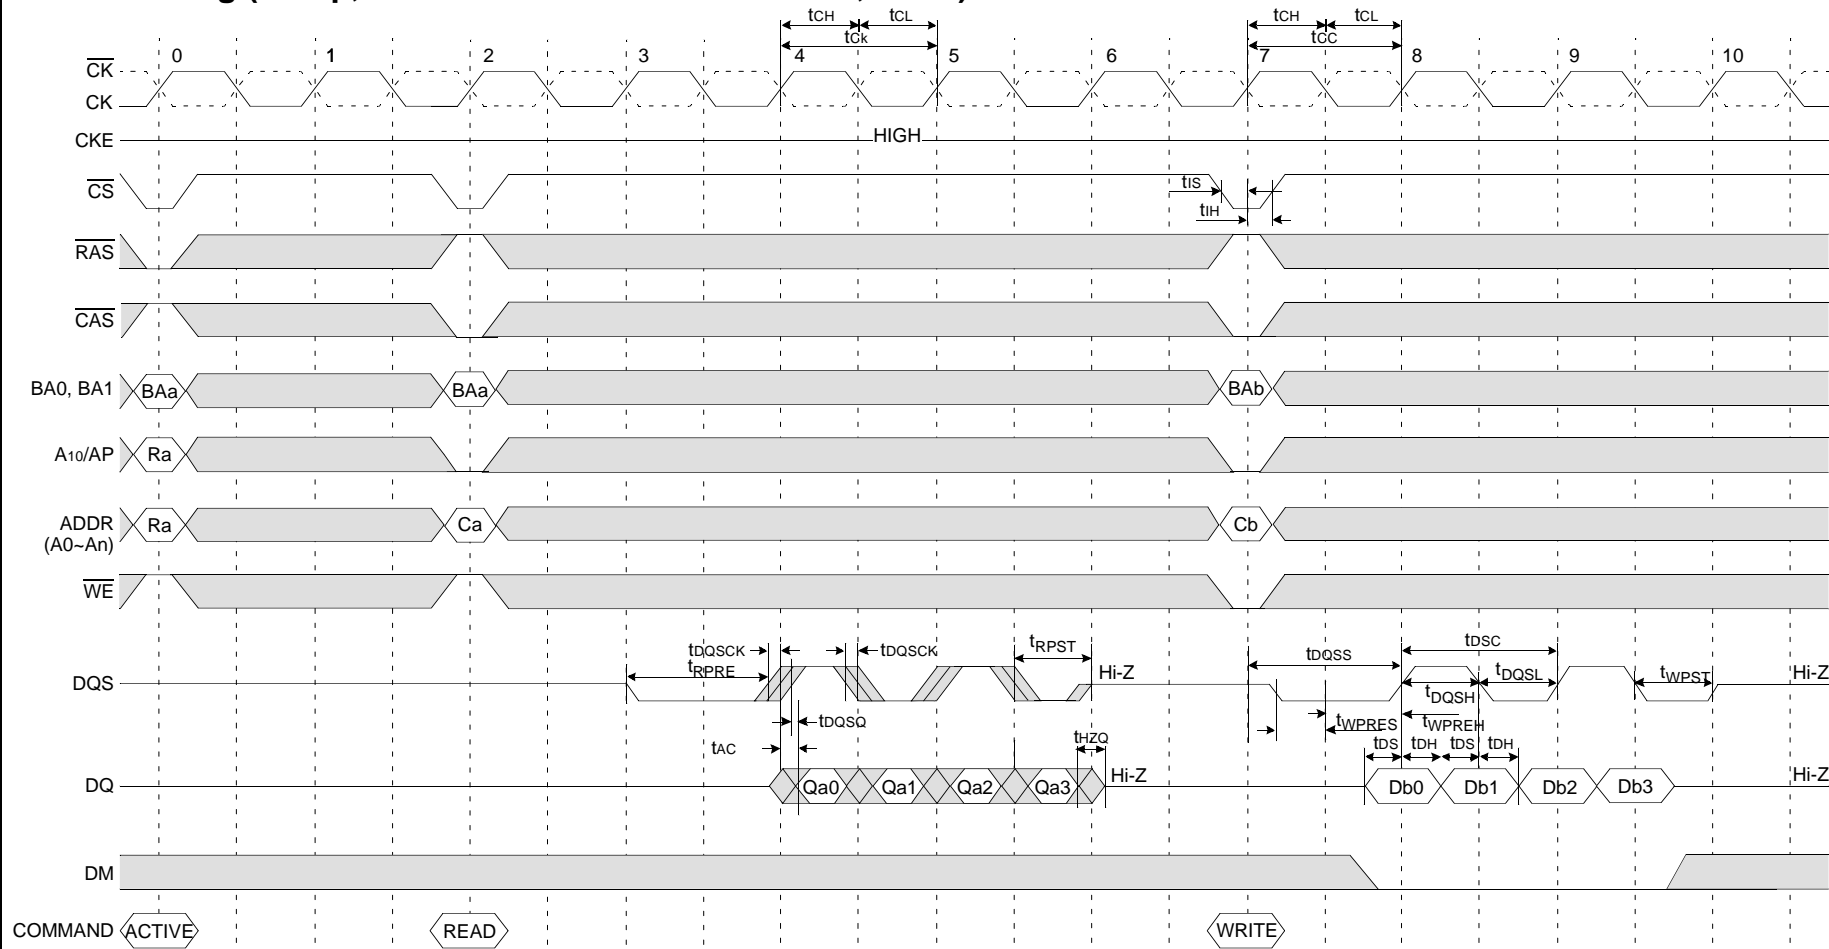 tCH tCL tCH tCL
tCk tCC
0 1 2 3 4 5 6 7 8 9 10
CK
CK
CKE HIGH
CS tIS
tIH
RAS
CAS
BA0, BA1 BAa BAa BAb
A10/AP Ra
ADDR Ra Ca Cb
(A0~An)
WE
tDQSCK tDQSCK tRPST tDQSS tDSC
tRPRE Hi-Z tDQSL tWPST Hi-Z
DQS tDQSH
tDQSQ tWPRES tWPREH
tAC tHZQ tDS tDH tDS tDH
DQ Qa0 Qa1 Qa2 Qa3 Hi-Z Db0 Db1 Db2 Db3 Hi-Z
DM
COMMAND ACTIVE READ WRITE